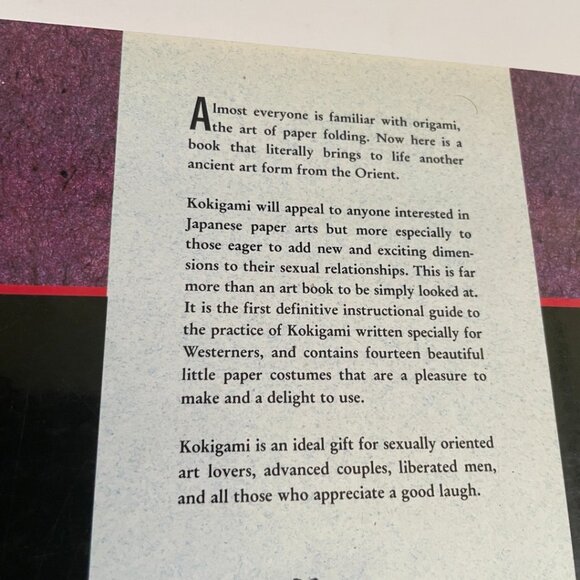 Almost everyone is familiar with origami,
the art of paper folding. Now here is a
book that literally brings to life another
ancient art form from the Orient.
Kokigami will appeal to anyone interested in
Japanese paper arts but more especially to
those eager to add new and exciting dimen-
sions to their sexual relationships. This is far
more than an art book to be simply looked at.
It is the first definitive instructional guide to
the practice of Kokigami written specially for
Westerners, and contains fourteen beautiful
little paper costumes that are a pleasure to
make and a delight to use.
Kokigami is an ideal gift for sexually oriented
art lovers, advanced couples, liberated men,
and all those who appreciate a good laugh.